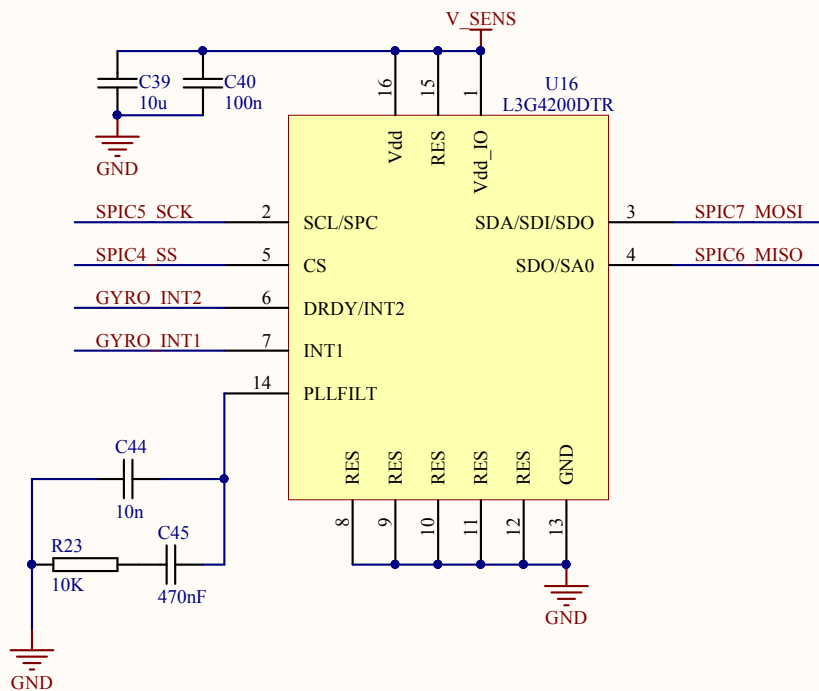 V_SENS
C39
10u
C40
100n
GND
16
15
1
U16
L3G4200DTR
Vdd
RES
Vdd_IO
SPIC5_SCK
2
SCL/SPC
SDA/SDI/SDO
3
SPIC7_MOSI
SPIC4_SS
5
CS
SDO/SA0
4
SPIC6_MISO
GYRO_INT2
6
DRDY/INT2
GYRO_INT1
7
INT1
14
PLLFILT
C44
10n
R23
10K
C45
470nF
RES
RES
RES
RES
RES
GND
8
9
10
11
12
13
GND
GND